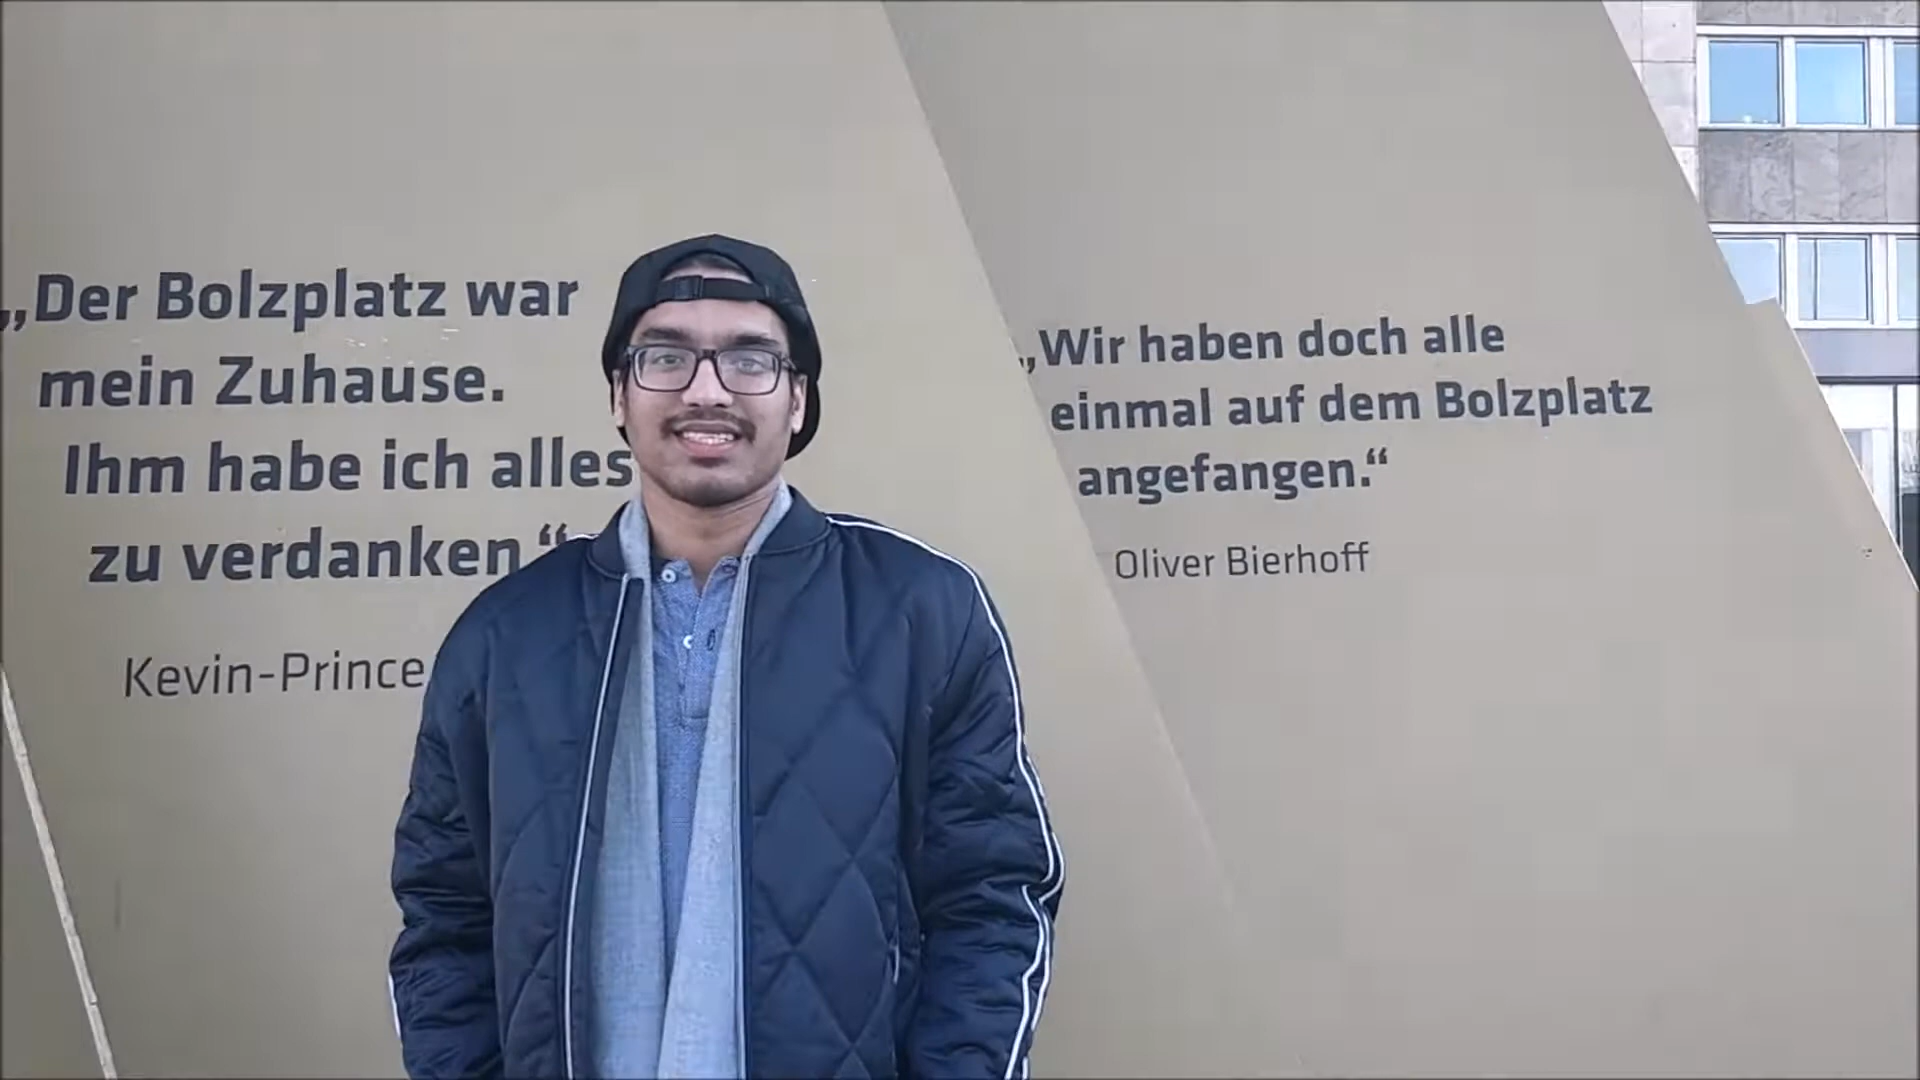 „Der Bolzplatz war
mein Zuhause.
Ihm habe ich alles
zu verdanken“
Kevin-Prince
„Wir haben doch alle
einmal auf dem Bolzplatz
angefangen.“
Oliver Bierhoff